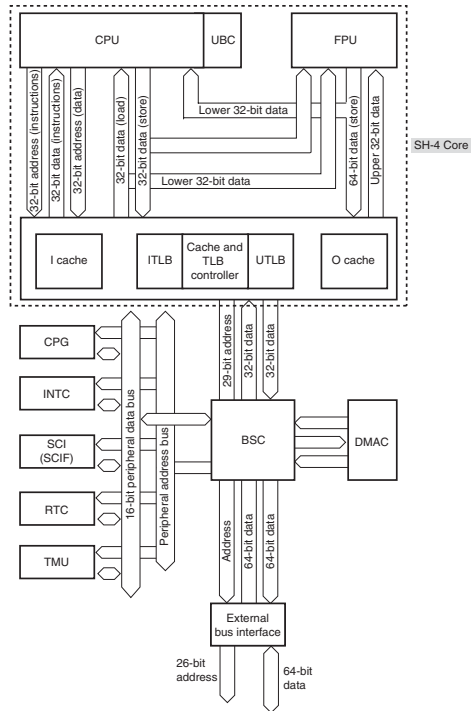 CPU
UBC
FPU
32-bit address (instructions)
32-bit data (instructions)
32-bit address (data)
32-bit data (load)
32-bit data (store)
Lower 32-bit data
Lower 32-bit data
64-bit data (store)
Upper 32-bit data
SH-4 Core
I cache
ITLB
Cache and
TLB
controller
UTLB
O cache
CPG
INTC
SCI
(SCIF)
RTC
TMU
16-bit peripheral data bus
Peripheral address bus
29-bit address
32-bit data
32-bit data
BSC
DMAC
Address
64-bit data
64-bit data
External
bus interface
26-bit
address
64-bit
data